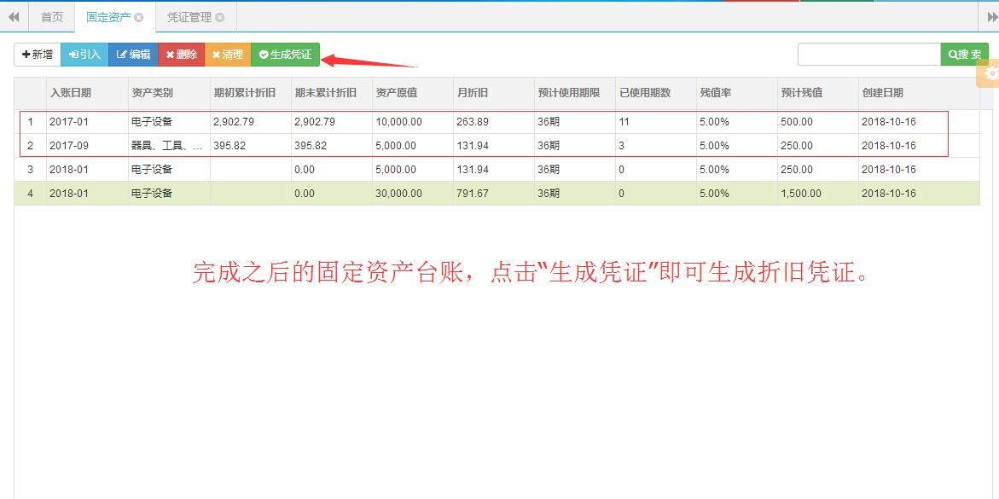 首页 固定资产 凭证管理
新增 引入 编辑 删除 清理 生成凭证 搜 索
入账日期 资产类别 期初累计折旧 期末累计折旧 资产原值 月折旧 预计使用期限 已使用期数 残值率 预计残值 创建日期
1 2017-01 电子设备 2,902.79 2,902.79 10,000.00 263.89 36期 11 5.00% 500.00 2018-10-16
2 2017-09 器具、工具、... 395.82 395.82 5,000.00 131.94 36期 3 5.00% 250.00 2018-10-16
3 2018-01 电子设备 0.00 5,000.00 131.94 36期 0 5.00% 250.00 2018-10-16
4 2018-01 电子设备 0.00 30,000.00 791.67 36期 0 5.00% 1,500.00 2018-10-16
完成之后的固定资产台账，点击“生成凭证”即可生成折旧凭证。